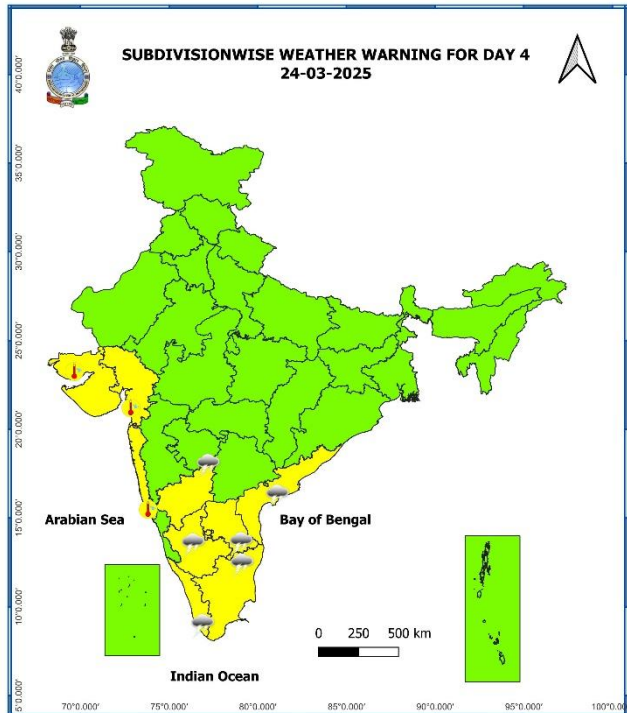 SUBDIVISIONWISE WEATHER WARNING FOR DAY 4
24-03-2025
40°0.000'
35°0.000'
30°0.000'
25°0.000'
20°0.000'
15°0.000'
10°0.000'
5°0.000'
Arabian Sea
Bay of Bengal
0 250 500 km
Indian Ocean
70°0.000' 75°0.000' 80°0.000' 85°0.000' 90°0.000' 95°0.000' 100°0.0